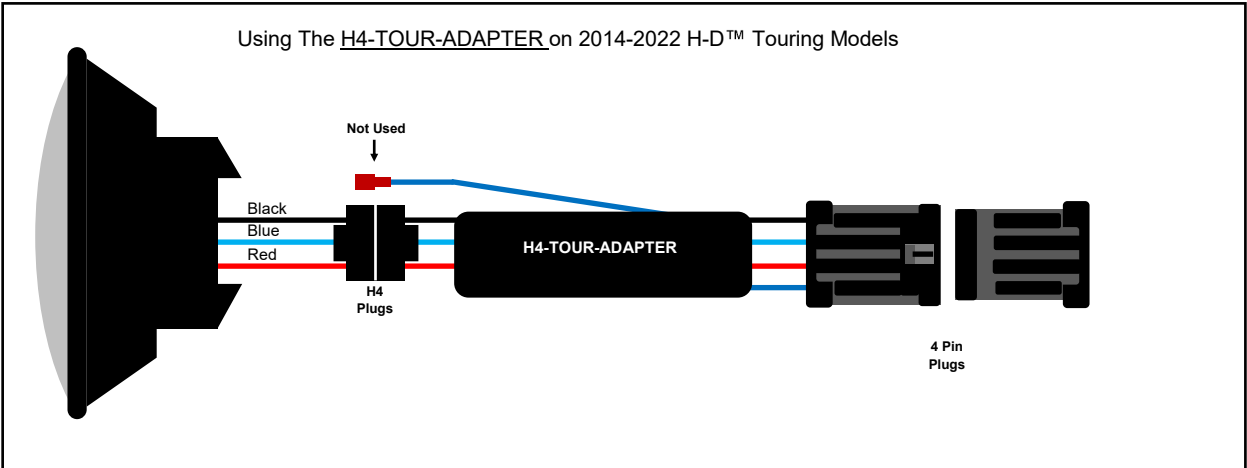 Using The H4-TOUR-ADAPTER on 2014-2022 H-D™ Touring Models
Not Used
Black
Blue
Red
H4-TOUR-ADAPTER
H4
Plugs
4 Pin
Plugs